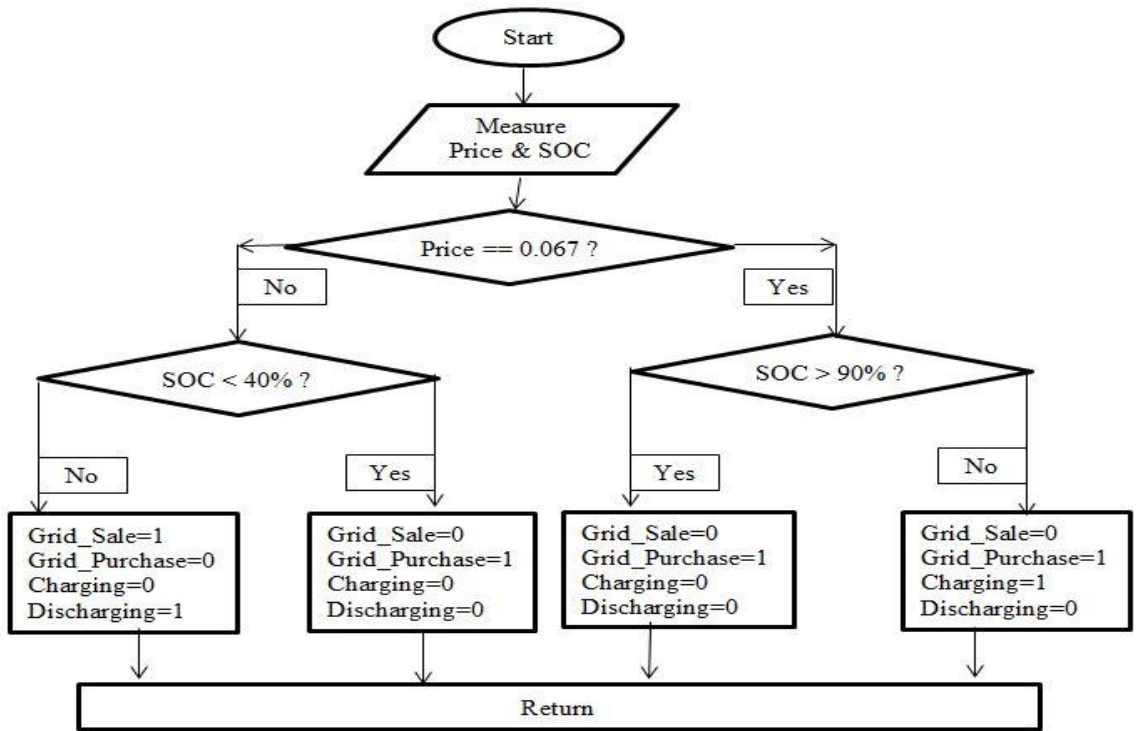 Start
Measure
Price & SOC
Price == 0.067 ?
No
Yes
SOC < 40% ?
SOC > 90% ?
No
Yes
Yes
No
Grid_Sale=1
Grid_Purchase=0
Charging=0
Discharging=1
Grid_Sale=0
Grid_Purchase=1
Charging=0
Discharging=0
Grid_Sale=0
Grid_Purchase=1
Charging=0
Discharging=0
Grid_Sale=0
Grid_Purchase=1
Charging=1
Discharging=0
Return